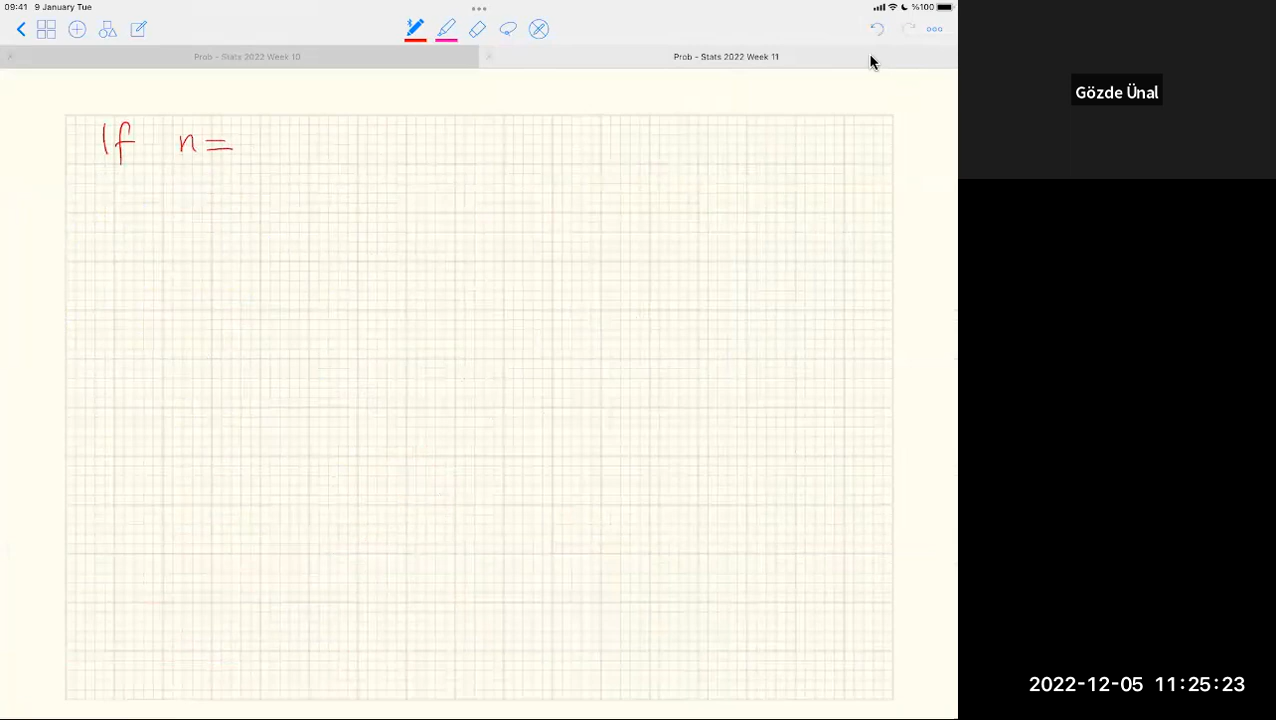 09:41 9 January Tue
%100
Prob - Stats 2022 Week 10
Prob - Stats 2022 Week 11
Gözde Ünal
If n=
2022-12-05 11:25:23